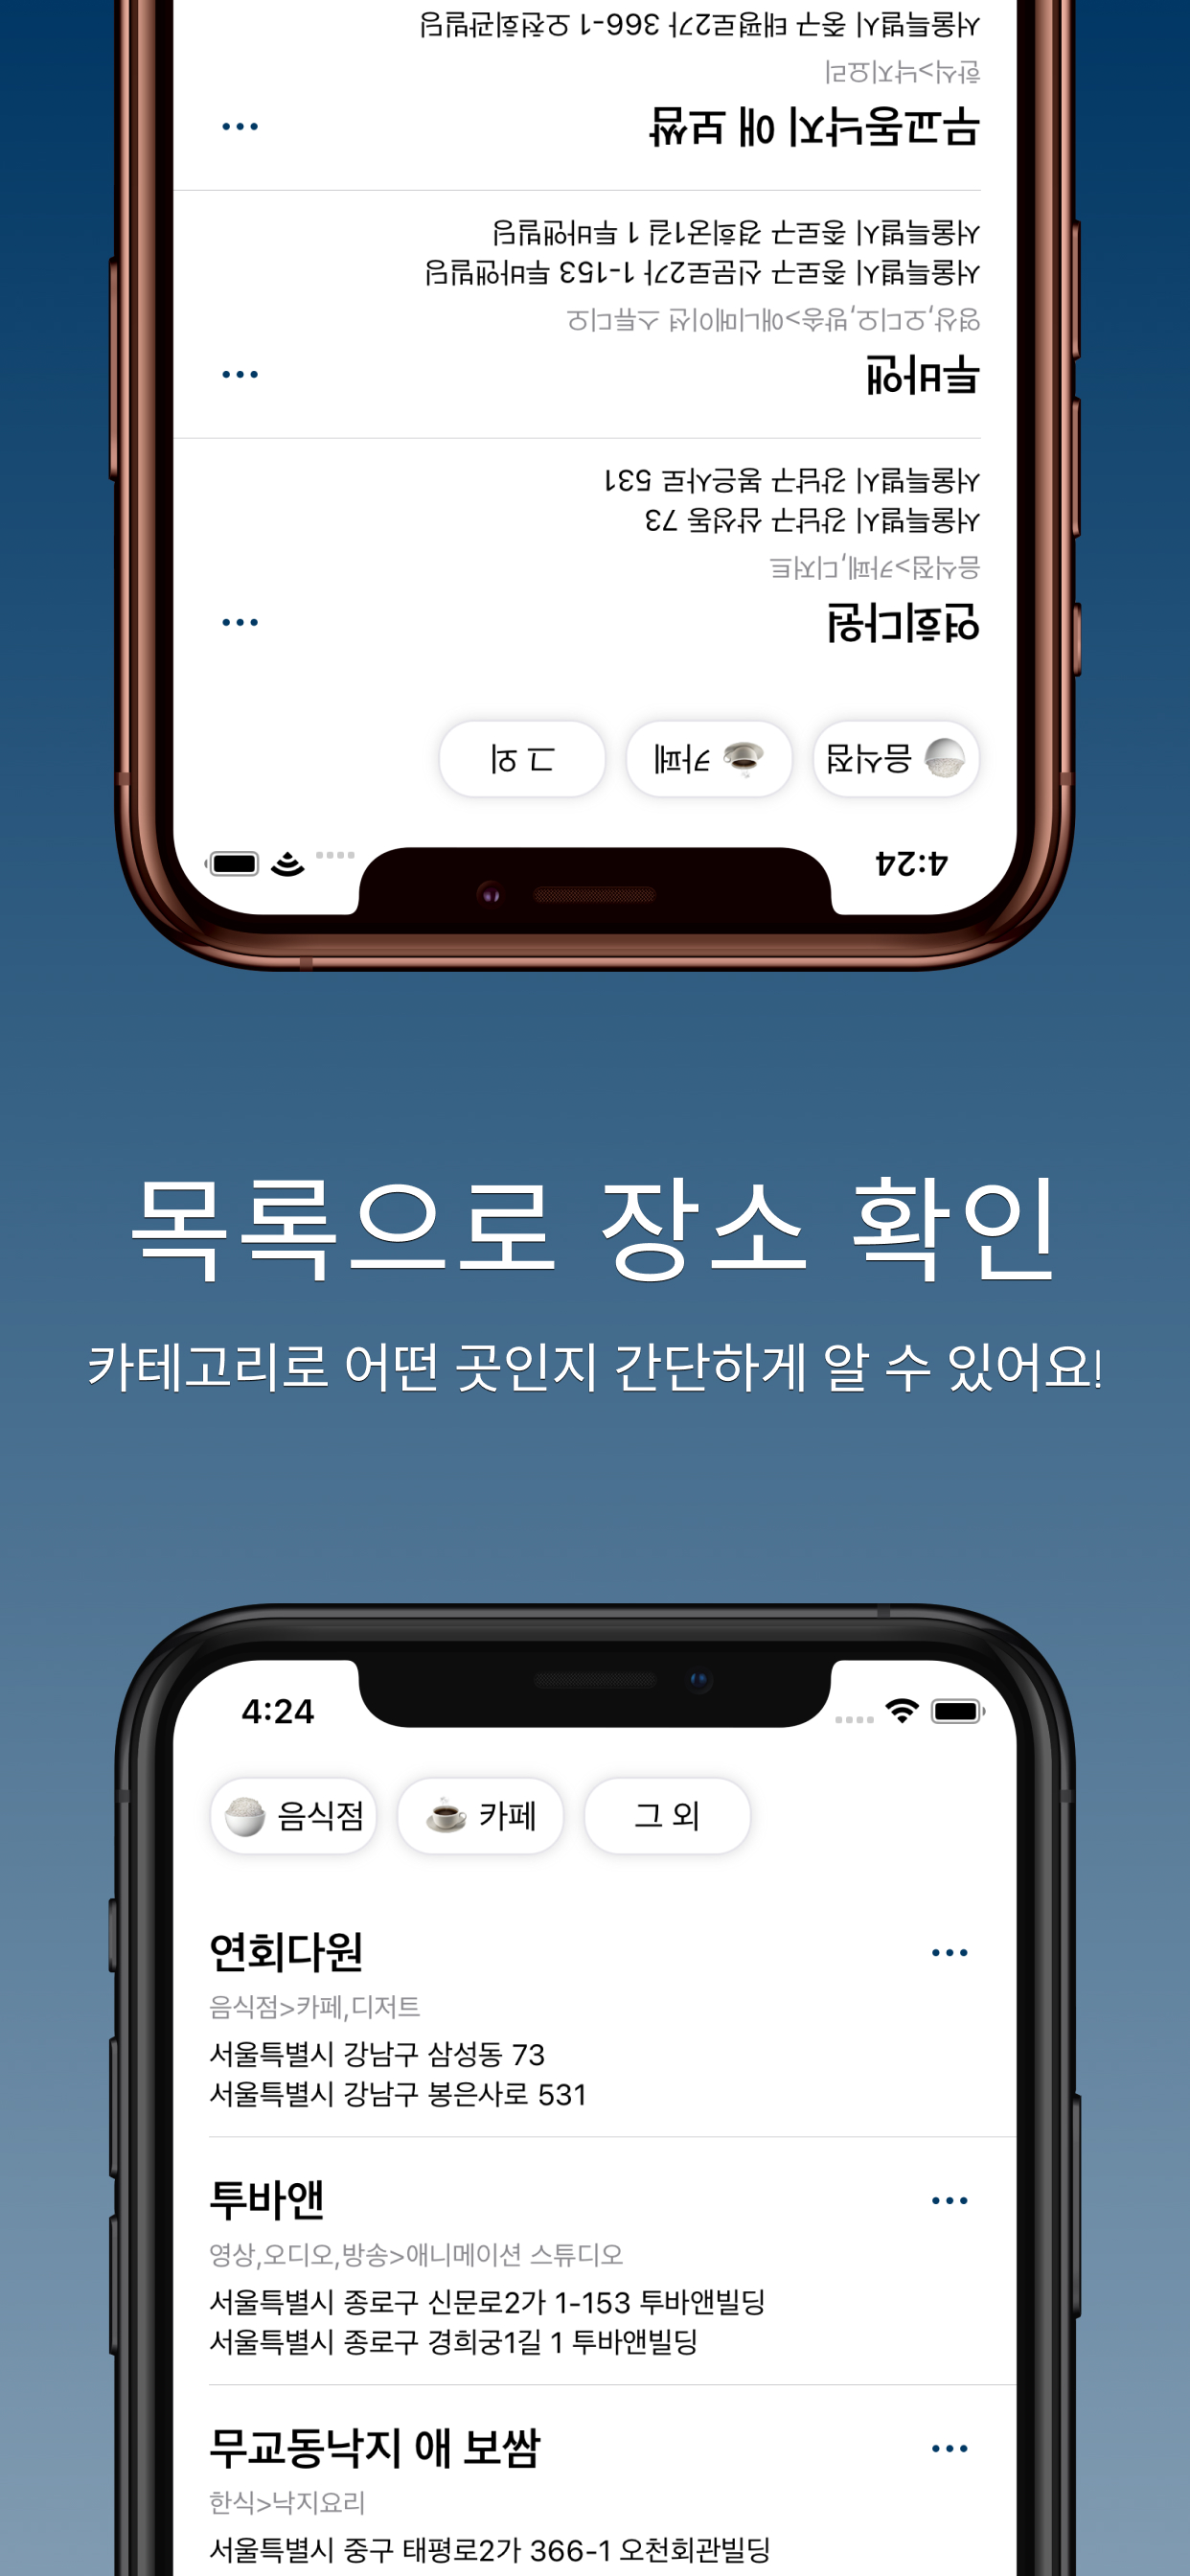 서울특별시 중구 태평로2가 366-1 오천회관빌딩
한식>낙지요리
무교동낙지 애 보쌈
서울특별시 종로구 경희궁1길 1 투바앤빌딩
서울특별시 종로구 신문로2가 1-153 투바앤빌딩
영상,오디오,방송>애니메이션 스튜디오
투바앤
서울특별시 강남구 봉은사로 531
서울특별시 강남구 삼성동 73
음식점>카페,디저트
연회다원
음식점 카페 그 외
4:24
목록으로 장소 확인
카테고리로 어떤 곳인지 간단하게 알 수 있어요!
4:24
음식점 카페 그 외
연회다원
음식점>카페,디저트
서울특별시 강남구 삼성동 73
서울특별시 강남구 봉은사로 531
투바앤
영상,오디오,방송>애니메이션 스튜디오
서울특별시 종로구 신문로2가 1-153 투바앤빌딩
서울특별시 종로구 경희궁1길 1 투바앤빌딩
무교동낙지 애 보쌈
한식>낙지요리
서울특별시 중구 태평로2가 366-1 오천회관빌딩